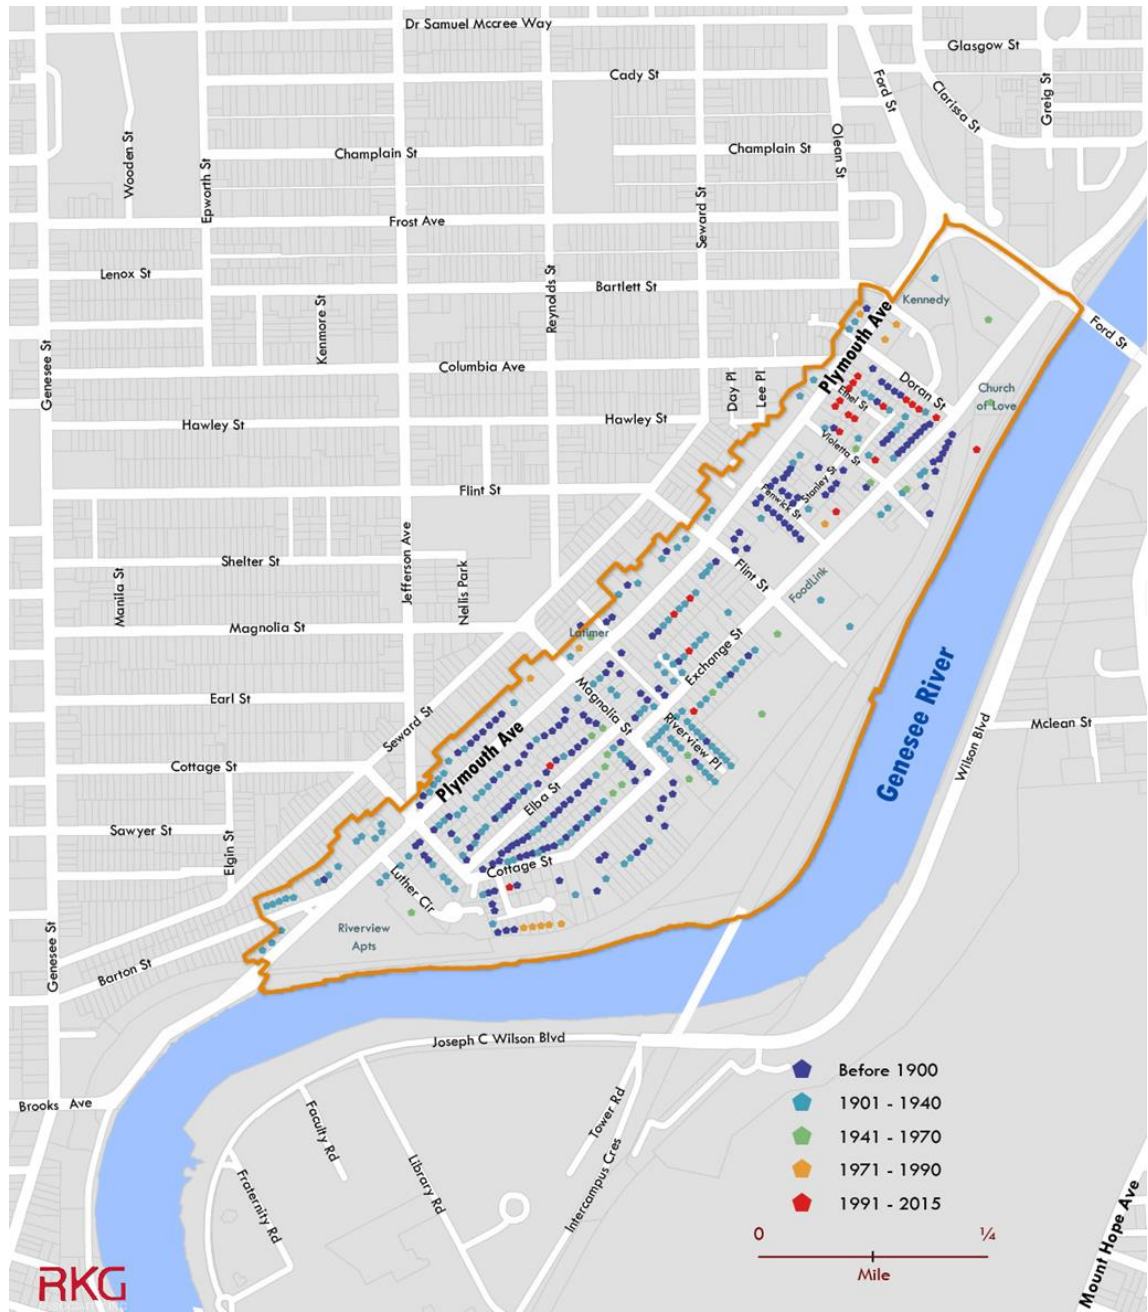 Dr Samuel Mccree Way
Glasgow St
Cady St
Ford St
Clarissa St
Greig St
Wooden St
Epworth St
Champlain St
Champlain St
Olean St
Seward St
Frost Ave
Lenox St
Reynolds St
Bartlett St
Kennedy
Kenmore St
Plymouth Ave
Ford St
Genesee St
Columbia Ave
Day Pl
Lee Pl
Ethel St
Doran St
Church
of Love
Hawley St
Hawley St
Violetta St
Flint St
Stanley St
Fenwick St
Jefferson Ave
Shelter St
Manila St
Nellis Park
Flint St
FoodLink
Magnolia St
Latimer
Exchange St
Earl St
Magnolia St
Seward St
Riverview Pl
Genesee River
Wilson Blvd
Mclean St
Plymouth Ave
Cottage St
Elba St
Sawyer St
Elgin St
Cottage St
Luther Cir
Riverview
Apts
Genesee St
Barton St
Joseph C Wilson Blvd
Brooks Ave
Faculty Rd
Tower Rd
Library Rd
Intercampus Cres
Fraternity Rd
Before 1900
1901 - 1940
1941 - 1970
1971 - 1990
1991 - 2015
0
¼
Mile
Mount Hope Ave
RKG